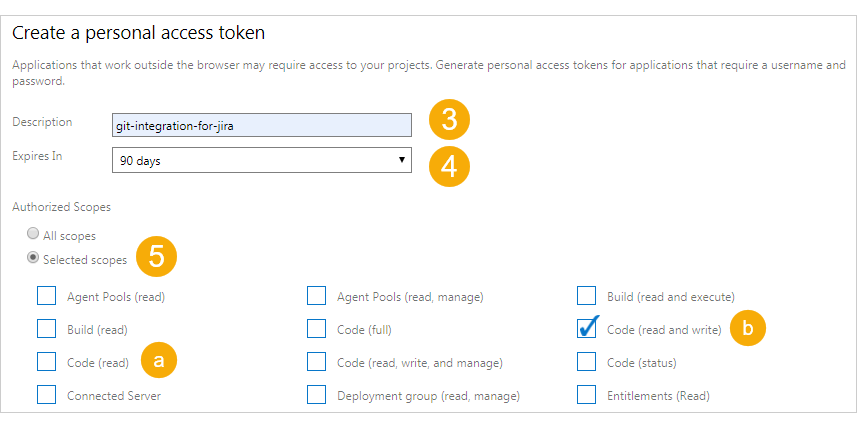 Create a personal access token
Applications that work outside the browser may require access to your projects. Generate personal access tokens for applications that require a username and
password.
Description git-integration-for-jira 3
Expires In 90 days 4
Authorized Scopes
All scopes
Selected scopes 5
Agent Pools (read) Agent Pools (read, manage) Build (read and execute)
Build (read) Code (full) Code (read and write) b
Code (read) a Code (read, write, and manage) Code (status)
Connected Server Deployment group (read, manage) Entitlements (Read)